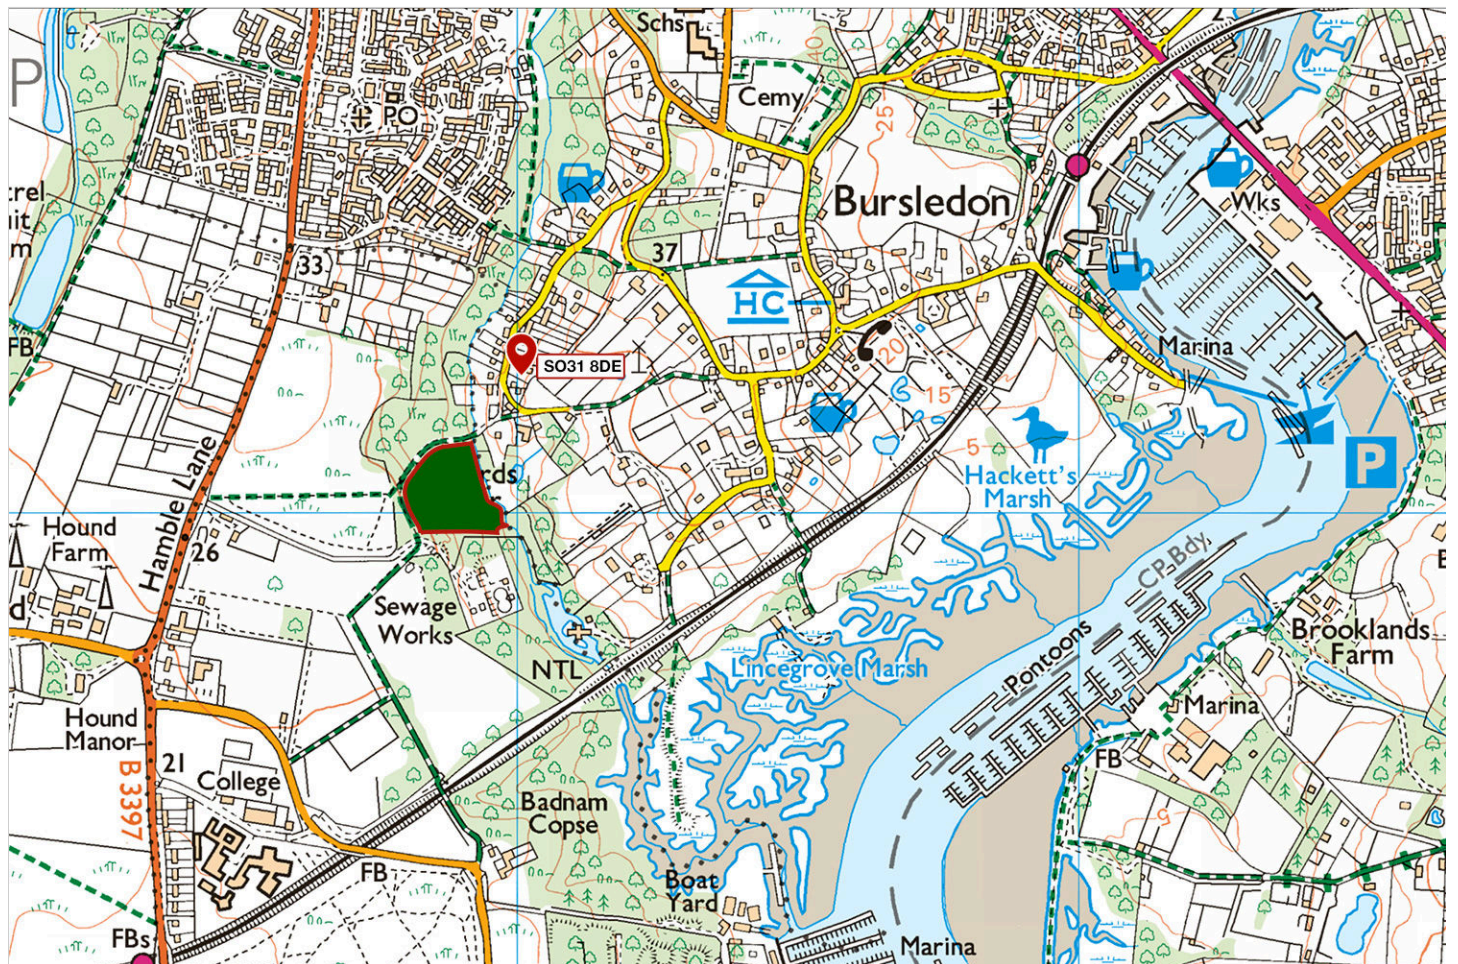 Schs
P
PO
Cemy
Bursledon
Wks
37
33
25
HC
FB
SO31 8DE
20
Marina
15
5
Hackett's
Marsh
P
rds
Hamble Lane
Hound
Farm
26
CP Bdy
Sewage
Works
Pontoons
Brooklands
Farm
NTL
Lincegrove Marsh
Hound
Manor
Marina
21
B 3397
College
FB
Badnam
Copse
5
FB
Boat
Yard
FBs
Marina